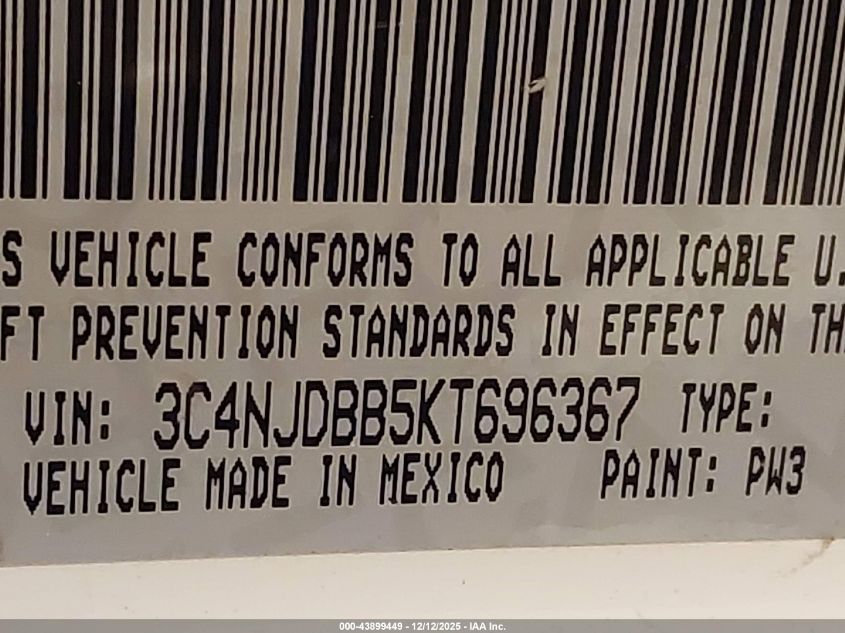 S VEHICLE CONFORMS TO ALL APPLICABLE U.
FT PREVENTION STANDARDS IN EFFECT ON TH
VIN: 3C4NJDBB5KT696367 TYPE:
VEHICLE MADE IN MEXICO PAINT: PW3
000-43899449 - 12/12/2025 - IAA Inc.